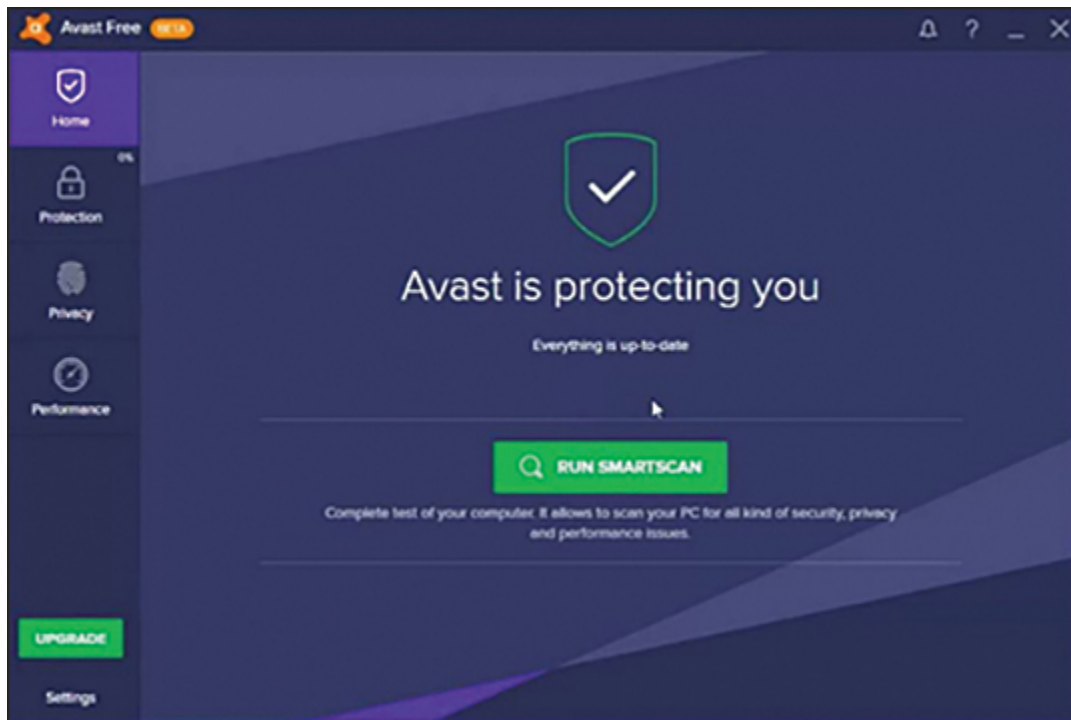 Avast Free BETA
Home
0%
Protection
Privacy
Performance
Avast is protecting you
Everything is up-to-date
RUN SMARTSCAN
Complete test of your computer. It allows to scan your PC for all kind of security, privacy
and performance issues.
UPGRADE
Settings